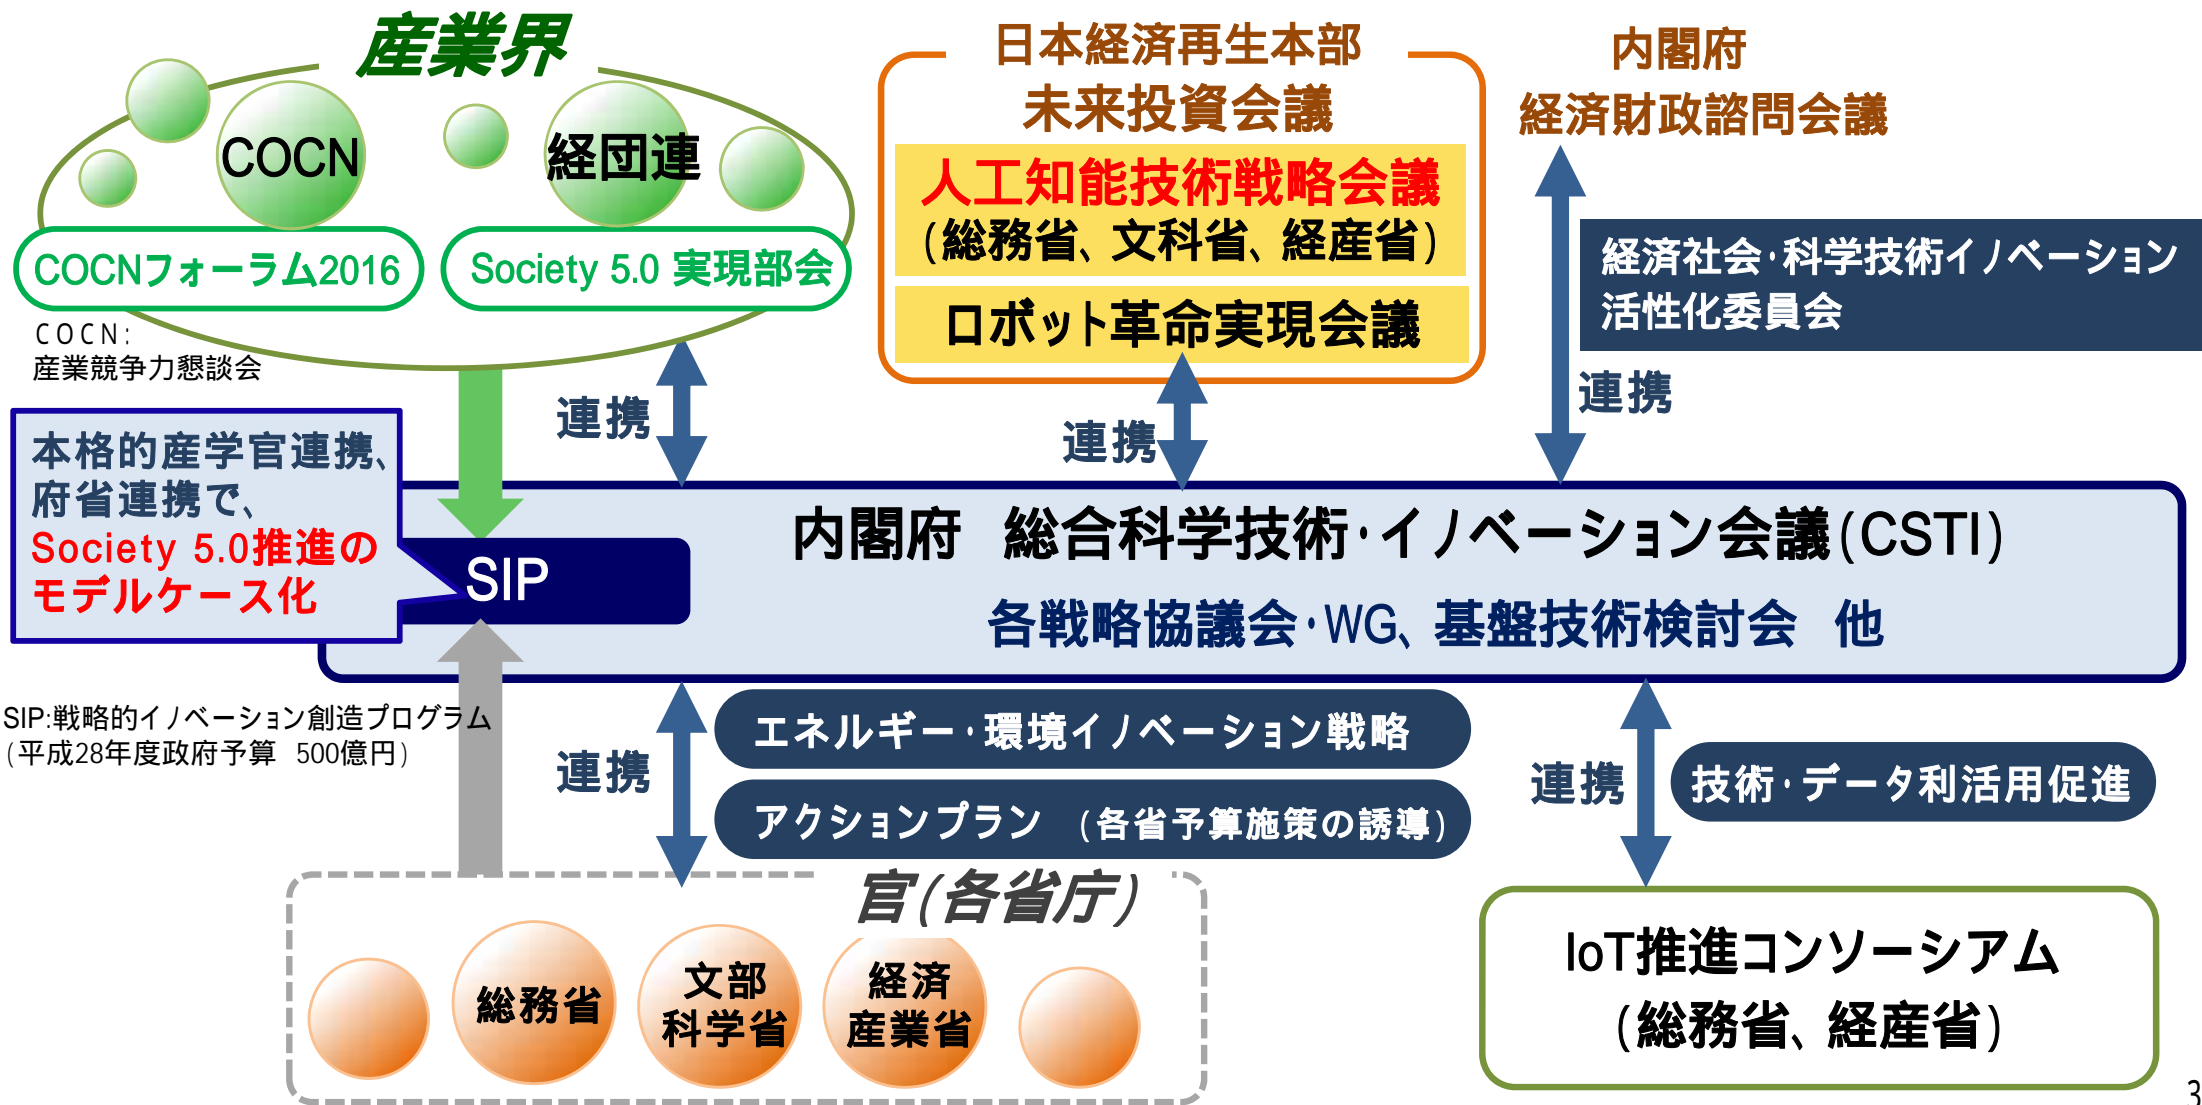 産業界
COCN
経団連
COCNフォーラム2016
Society 5.0 実現部会
COCN:
産業競争力懇談会
日本経済再生本部
未来投資会議
人工知能技術戦略会議
(総務省、文科省、経産省)
ロボット革命実現会議
内閣府
経済財政諮問会議
経済社会・科学技術イノベーション
活性化委員会
連携
連携
連携
本格的産学官連携、
府省連携で、
Society 5.0推進の
モデルケース化
SIP
内閣府 総合科学技術・イノベーション会議(CSTI)
各戦略協議会・WG、基盤技術検討会 他
SIP:戦略的イノベーション創造プログラム
(平成28年度政府予算 500億円)
連携
エネルギー・環境イノベーション戦略
アクションプラン (各省予算施策の誘導)
連携
技術・データ利活用促進
官(各省庁)
総務省
文部
科学省
経済
産業省
IoT推進コンソーシアム
(総務省、経産省)
3